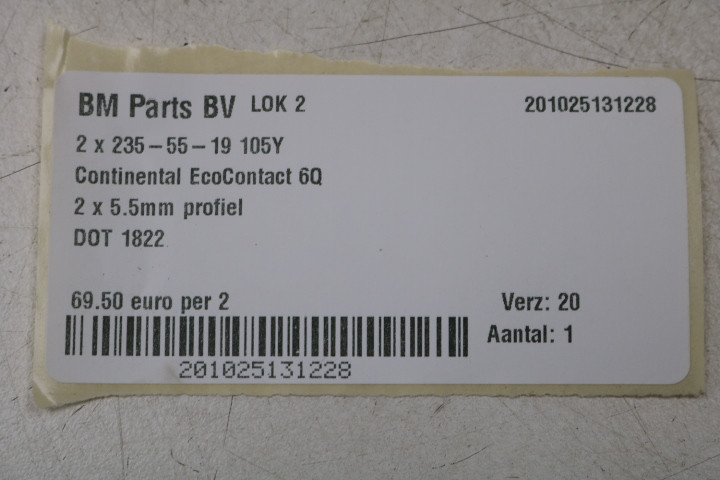 BM Parts BV LOK 2 201025131228
2 x 235-55-19 105Y
Continental EcoContact 6Q
2 x 5.5mm profiel
DOT 1822
69.50 euro per 2 Verz: 20
Aantal: 1
201025131228